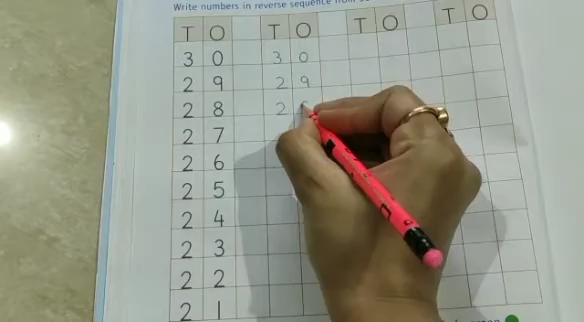 Write numbers in reverse sequence from
T O T O T O T O
3 0 3 0
2 9 2 9
2 8 2
2 7
2 6
2 5
2 4
2 3
2 2
2 1